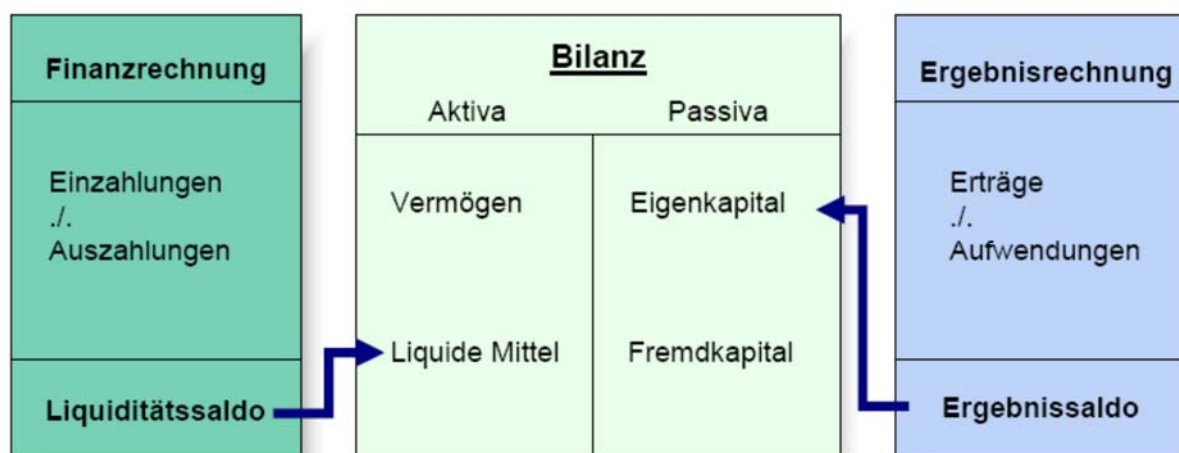 Finanzrechnung
Einzahlungen
./.
Auszahlungen
Liquiditätssaldo
Bilanz
Aktiva Passiva
Vermögen Eigenkapital
Liquide Mittel Fremdkapital
Ergebnisrechnung
Erträge
./.
Aufwendungen
Ergebnissaldo